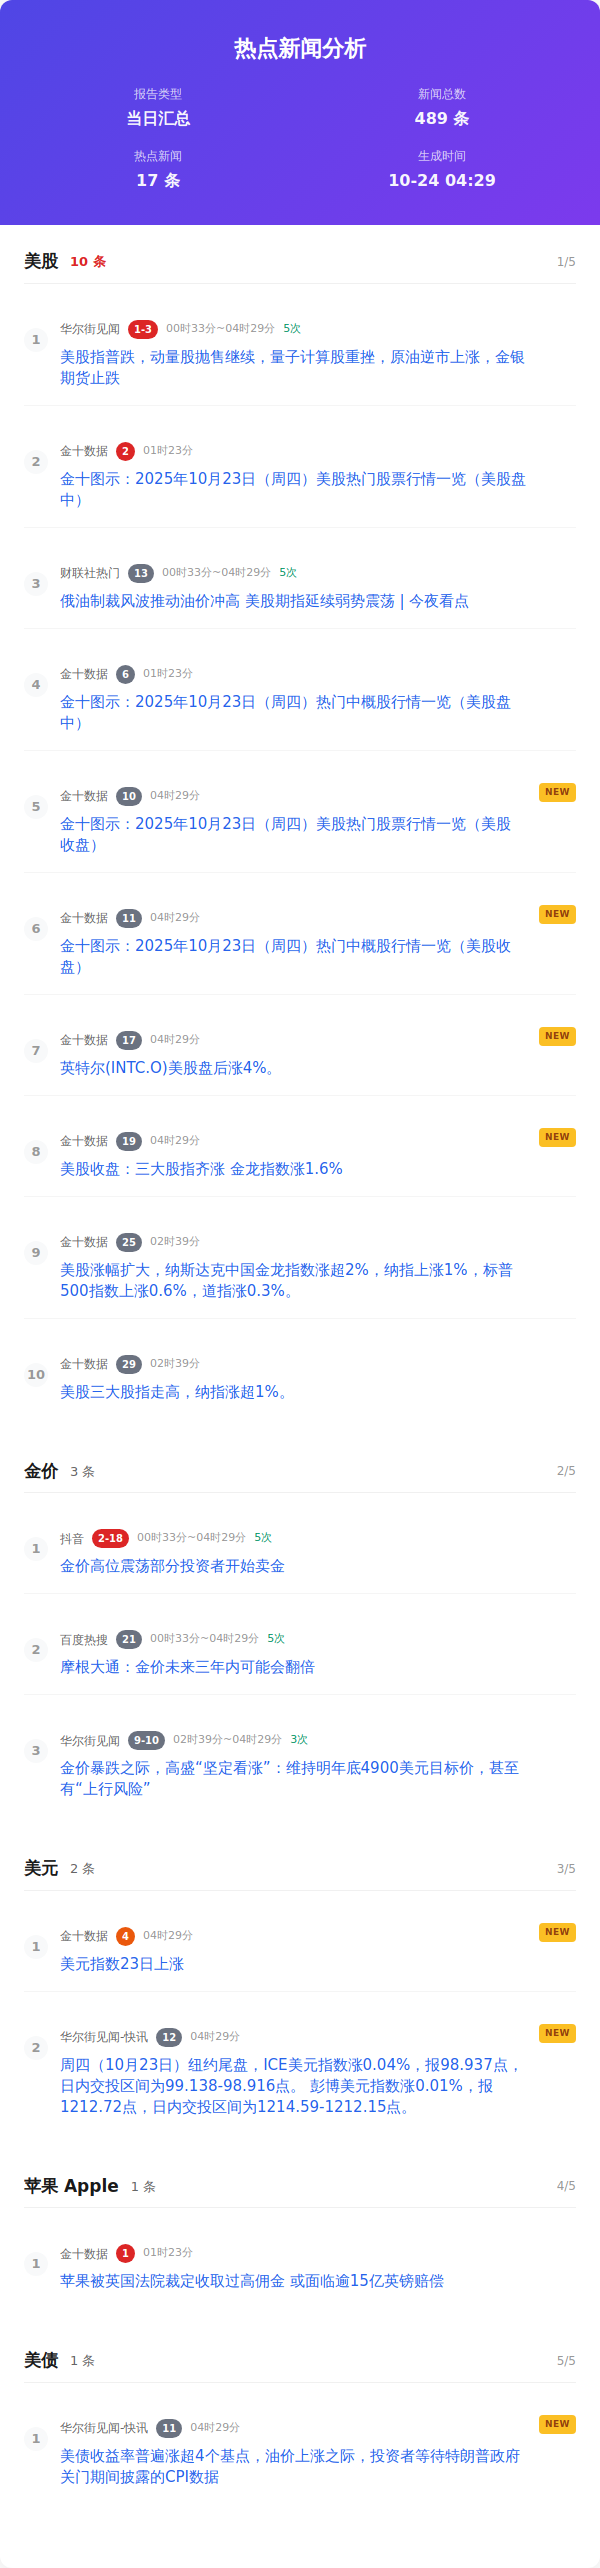 热点新闻分析
报告类型
当日汇总
新闻总数
489 条
热点新闻
17 条
生成时间
10-24 04:29
美股 10 条 1/5
1
华尔街见闻 1-3 00时33分~04时29分 5次
美股指普跌，动量股抛售继续，量子计算股重挫，原油逆市上涨，金银
期货止跌
2
金十数据 2 01时23分
金十图示：2025年10月23日（周四）美股热门股票行情一览（美股盘
中）
3
财联社热门 13 00时33分~04时29分 5次
俄油制裁风波推动油价冲高 美股期指延续弱势震荡 | 今夜看点
4
金十数据 6 01时23分
金十图示：2025年10月23日（周四）热门中概股行情一览（美股盘
中）
5
金十数据 10 04时29分 NEW
金十图示：2025年10月23日（周四）美股热门股票行情一览（美股
收盘）
6
金十数据 11 04时29分 NEW
金十图示：2025年10月23日（周四）热门中概股行情一览（美股收
盘）
7
金十数据 17 04时29分 NEW
英特尔(INTC.O)美股盘后涨4%。
8
金十数据 19 04时29分 NEW
美股收盘：三大股指齐涨 金龙指数涨1.6%
9
金十数据 25 02时39分
美股涨幅扩大，纳斯达克中国金龙指数涨超2%，纳指上涨1%，标普
500指数上涨0.6%，道指涨0.3%。
10
金十数据 29 02时39分
美股三大股指走高，纳指涨超1%。
金价 3 条 2/5
1
抖音 2-18 00时33分~04时29分 5次
金价高位震荡部分投资者开始卖金
2
百度热搜 21 00时33分~04时29分 5次
摩根大通：金价未来三年内可能会翻倍
3
华尔街见闻 9-10 02时39分~04时29分 3次
金价暴跌之际，高盛“坚定看涨”：维持明年底4900美元目标价，甚至
有“上行风险”
美元 2 条 3/5
1
金十数据 4 04时29分 NEW
美元指数23日上涨
2
华尔街见闻-快讯 12 04时29分 NEW
周四（10月23日）纽约尾盘，ICE美元指数涨0.04%，报98.937点，
日内交投区间为99.138-98.916点。 彭博美元指数涨0.01%，报
1212.72点，日内交投区间为1214.59-1212.15点。
苹果 Apple 1 条 4/5
1
金十数据 1 01时23分
苹果被英国法院裁定收取过高佣金 或面临逾15亿英镑赔偿
美债 1 条 5/5
1
华尔街见闻-快讯 11 04时29分 NEW
美债收益率普遍涨超4个基点，油价上涨之际，投资者等待特朗普政府
关门期间披露的CPI数据